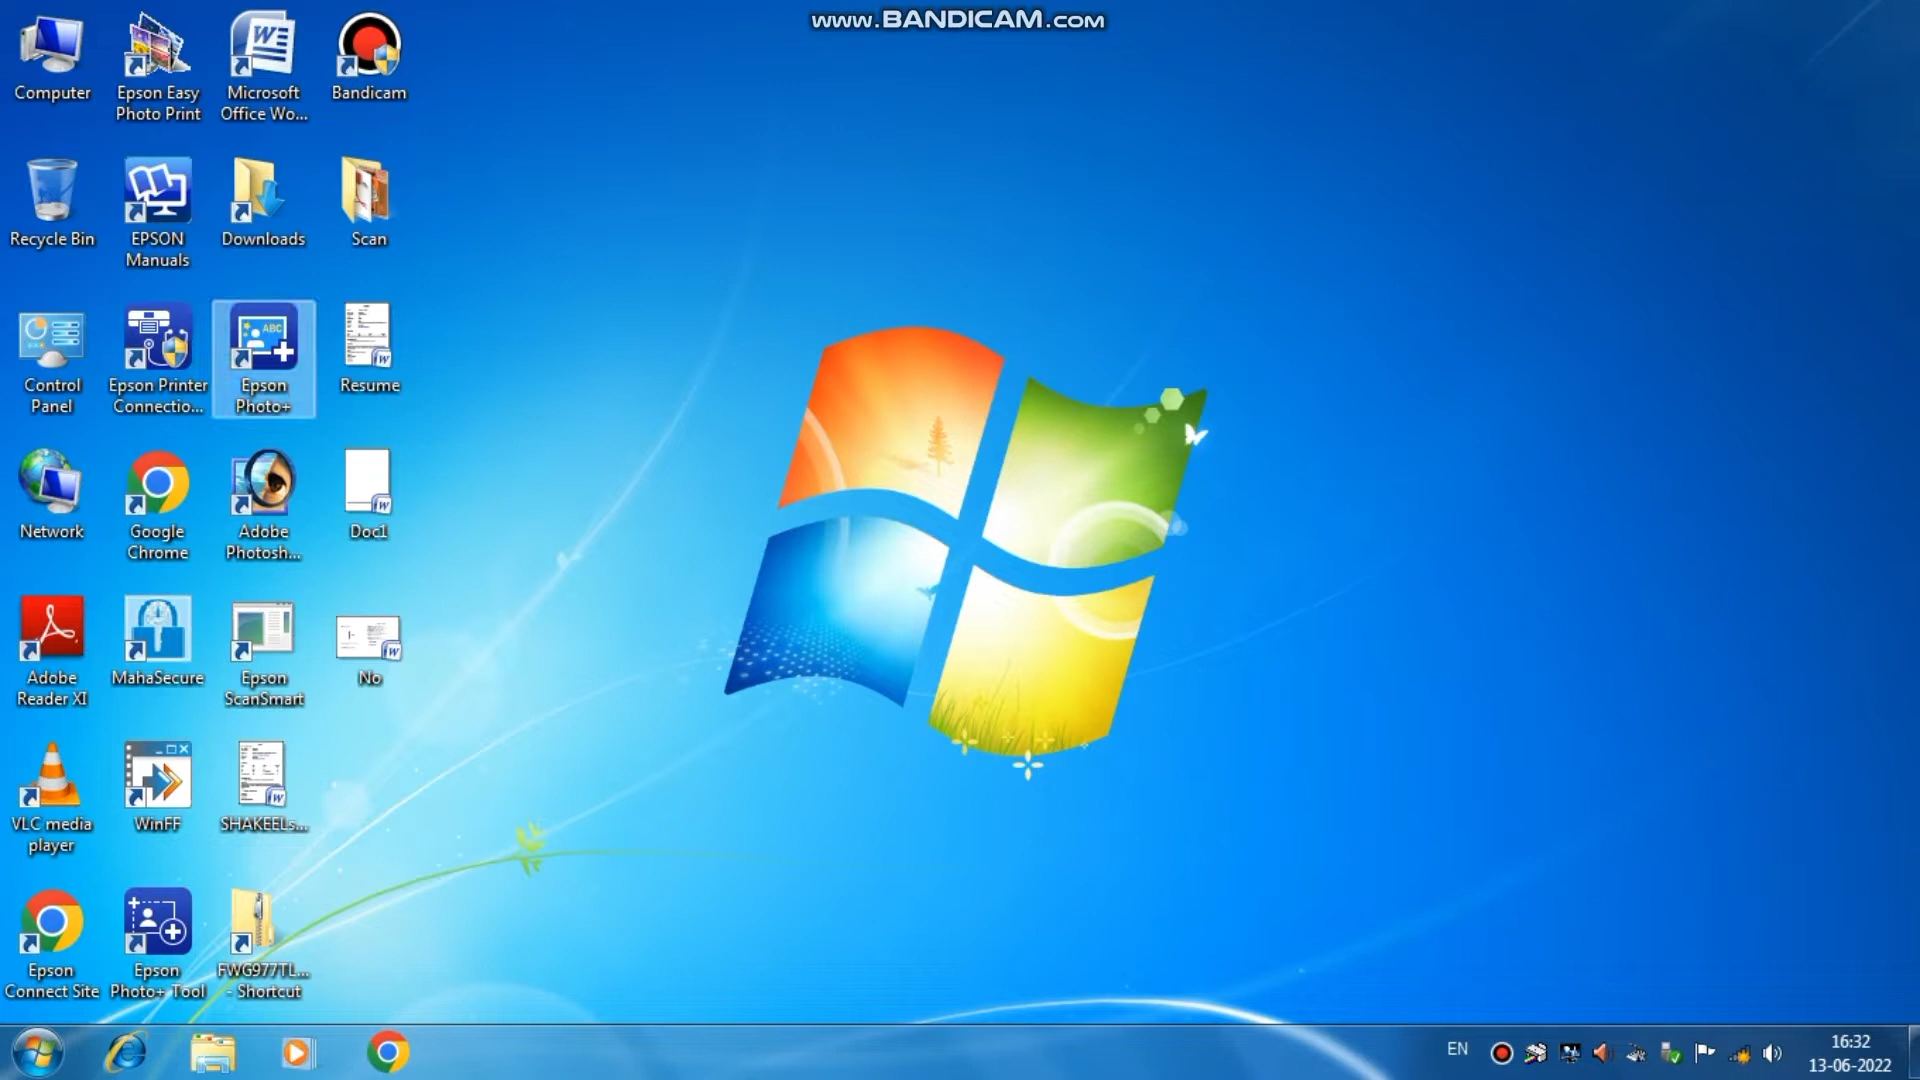 www.BANDICAM.com
Computer
Epson Easy
Photo Print
Microsoft
Office Wo...
Bandicam
Recycle Bin
EPSON
Manuals
Downloads
Scan
Control
Panel
Epson Printer
Connectio...
Epson
Photo+
Resume
Network
Google
Chrome
Adobe
Photosh...
Doc1
Adobe
Reader XI
MahaSecure
Epson
ScanSmart
No
VLC media
player
WinFF
SHAKEELs...
Epson
Connect Site
Epson
Photo+ Tool
FWG977TL...
- Shortcut
EN
16:32
13-06-2022